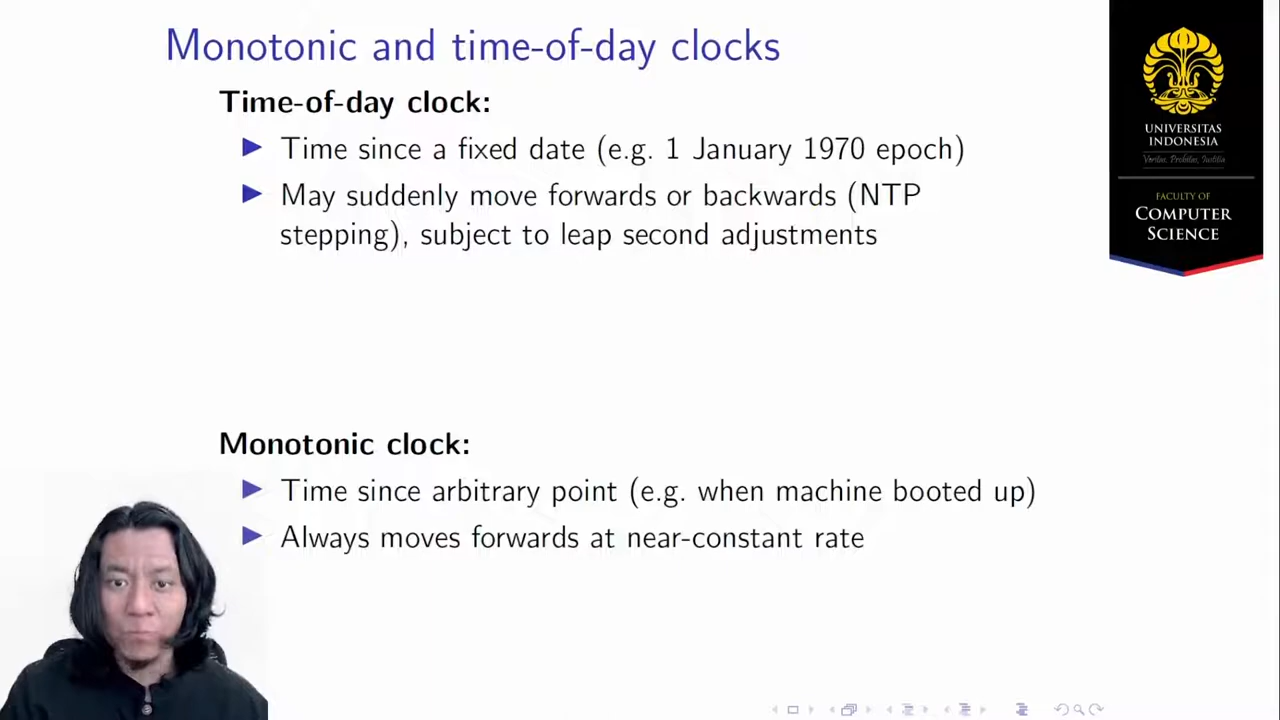 Monotonic and time-of-day clocks
Time-of-day clock:
Time since a fixed date (e.g. 1 January 1970 epoch)
May suddenly move forwards or backwards (NTP
stepping), subject to leap second adjustments
Monotonic clock:
Time since arbitrary point (e.g. when machine booted up)
Always moves forwards at near-constant rate
UNIVERSITAS
INDONESIA
Veritas, Probitas, Iustitia
FACULTY OF
COMPUTER
SCIENCE